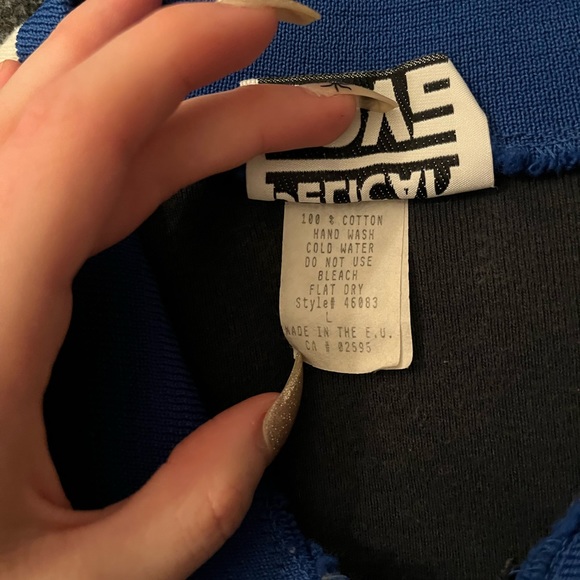 100 % COTTON
HAND WASH
COLD WATER
DO NOT USE
BLEACH
FLAT DRY
Style# 46083
L
MADE IN THE E.U.
CA # 02595